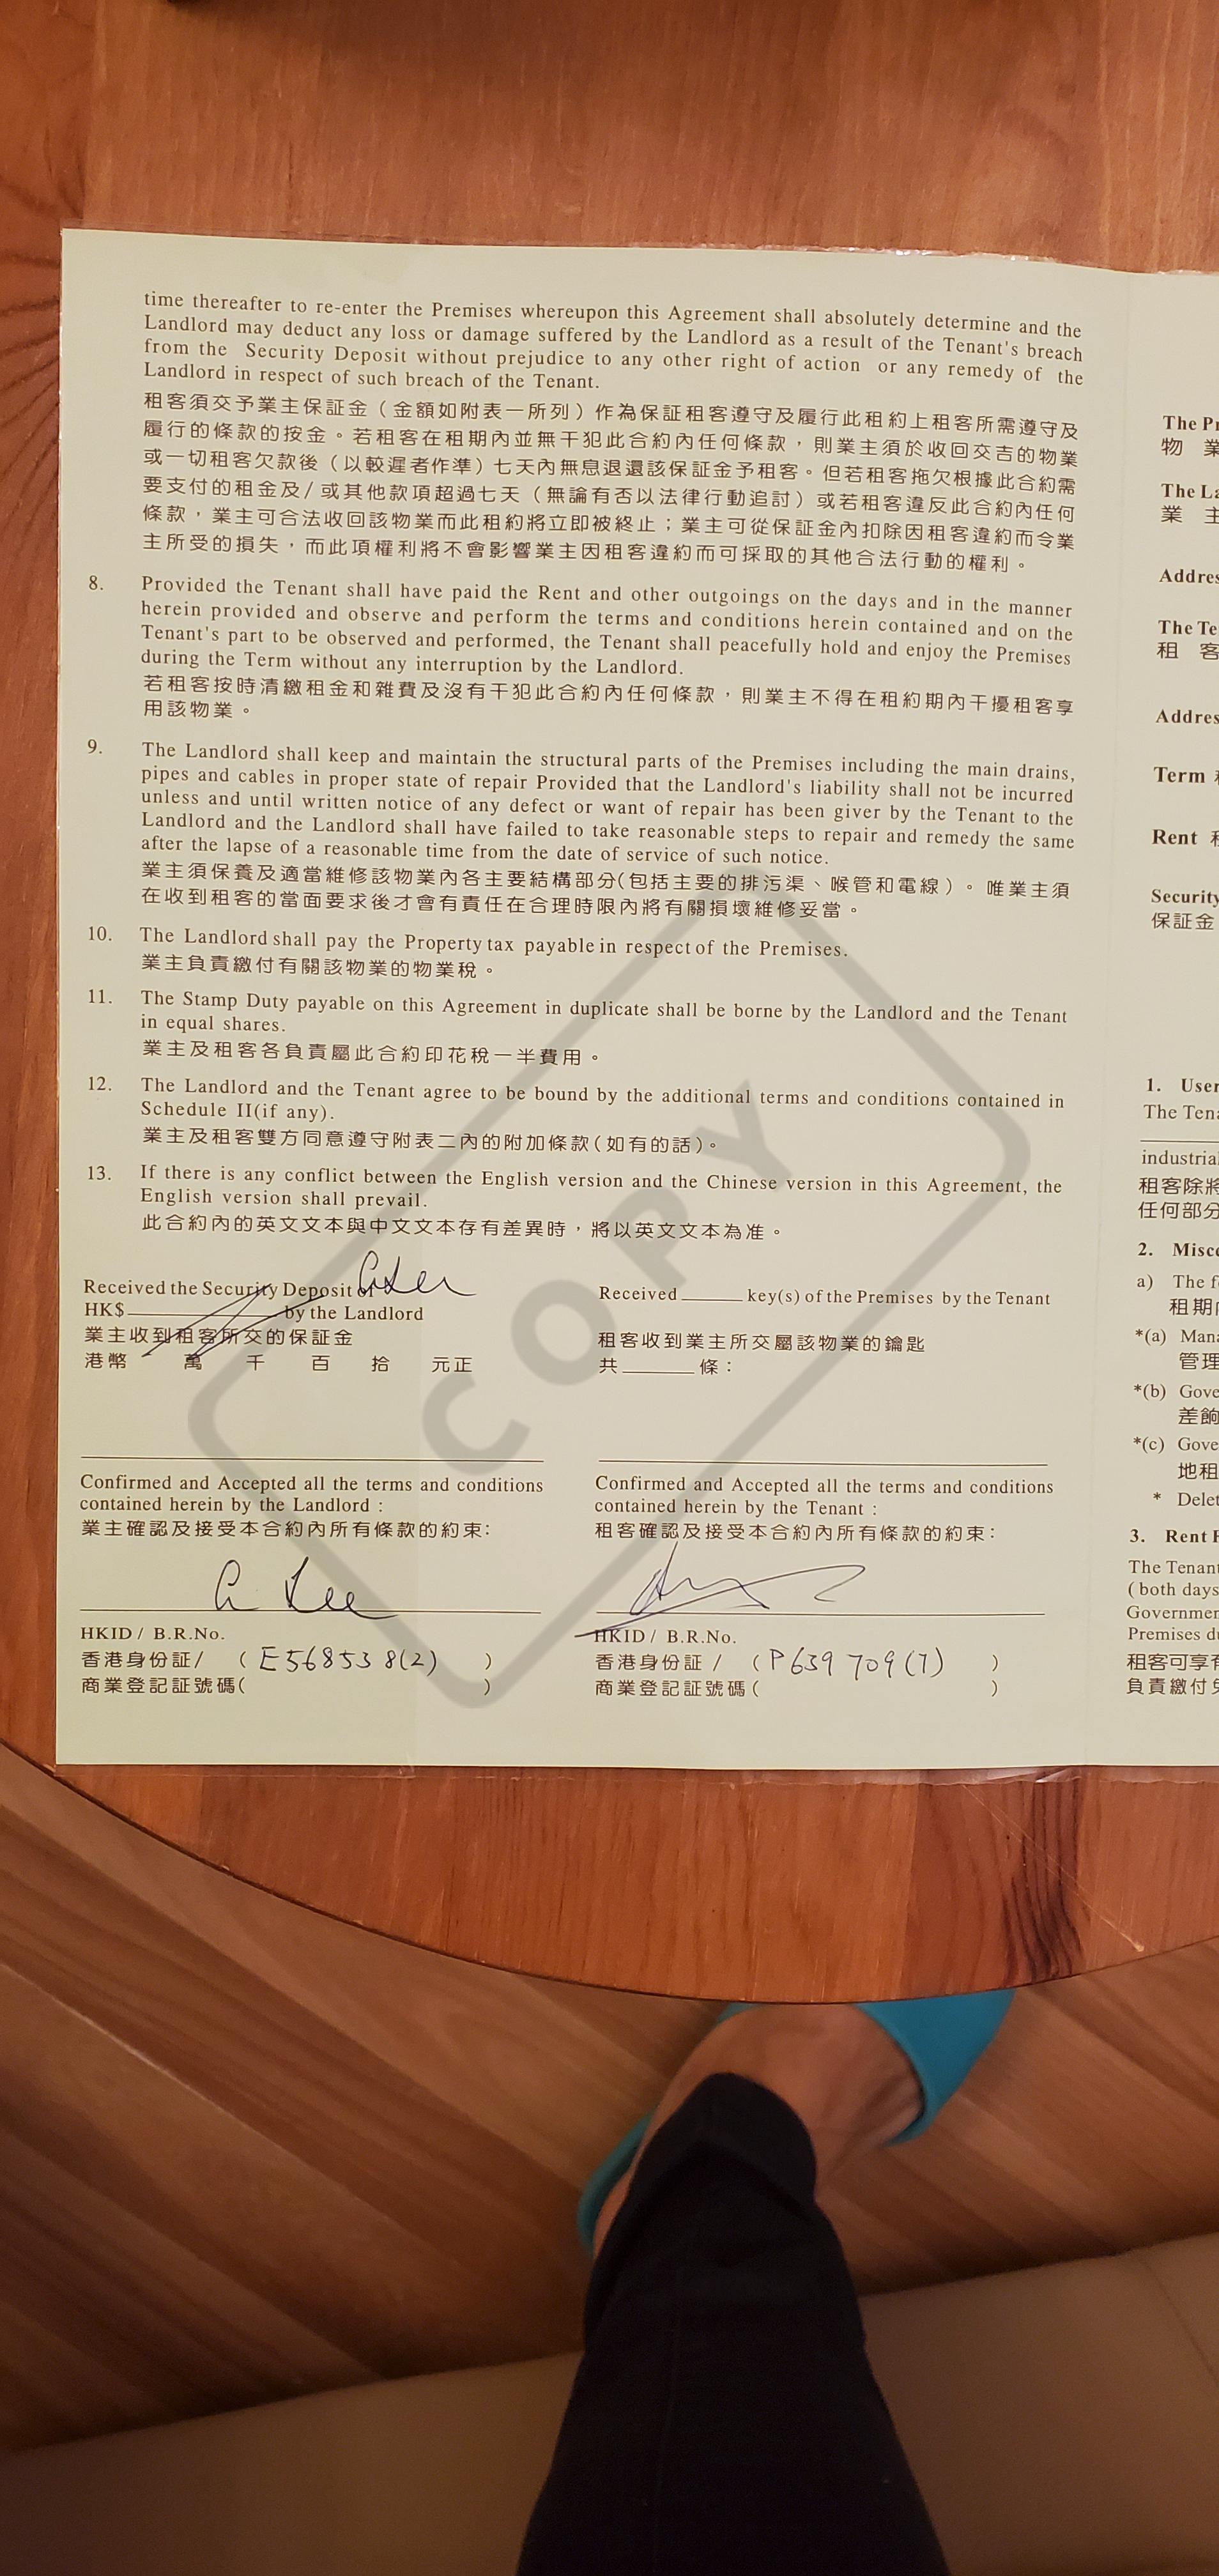 time thereafter to re-enter the Premises whereupon this Agreement shall absolutely determine and the
Landlord may deduct any loss or damage suffered by the Landlord as a result of the Tenant's breach
from the Security Deposit without prejudice to any other right of action or any remedy of the
Landlord in respect of such breach of the Tenant.
租客須交予業主保証金（金額如附表一所列）作為保証租客遵守及履行此租約上租客所需遵守及
履行的條款的按金。若租客在租期內並無干犯此合約內任何條款，則業主須於收回交吉的物業
或一切租客欠款後（以較遲者作準）七天內無息退還該保証金予租客。但若租客拖欠根據此合約需
要支付的租金及/或其他款項超過七天（無論有否以法律行動追討）或若租客違反此合約內任何
條款，業主可合法收回該物業而此租約將立即被終止；業主可從保証金內扣除因租客違約而令業
主所受的損失，而此項權利將不會影響業主因租客違約而可採取的其他合法行動的權利。
8. Provided the Tenant shall have paid the Rent and other outgoings on the days and in the manner
herein provided and observe and perform the terms and conditions herein contained and on the
Tenant's part to be observed and performed, the Tenant shall peacefully hold and enjoy the Premises
during the Term without any interruption by the Landlord.
若租客按時清繳租金和雜費及沒有干犯此合約內任何條款，則業主不得在租約期內干擾租客享
用該物業。
9. The Landlord shall keep and maintain the structural parts of the Premises including the main drains,
pipes and cables in proper state of repair Provided that the Landlord's liability shall not be incurred
unless and until written notice of any defect or want of repair has been giver by the Tenant to the
Landlord and the Landlord shall have failed to take reasonable steps to repair and remedy the same
after the lapse of a reasonable time from the date of service of such notice.
業主須保養及適當維修該物業內各主要結構部分(包括主要的排污渠、喉管和電線)。唯業主須
在收到租客的當面要求後才會有責任在合理時限內將有關損壞維修妥當。
10. The Landlord shall pay the Property tax payable in respect of the Premises.
業主負責繳付有關該物業的物業稅。
11. The Stamp Duty payable on this Agreement in duplicate shall be borne by the Landlord and the Tenant
in equal shares.
業主及租客各負責屬此合約印花稅一半費用。
12. The Landlord and the Tenant agree to be bound by the additional terms and conditions contained in
Schedule II(if any).
業主及租客雙方同意遵守附表二內的附加條款(如有的話)。
13. If there is any conflict between the English version and the Chinese version in this Agreement, the
English version shall prevail.
此合約內的英文文本與中文文本存有差異時，將以英文文本為准。
COPY
Received the Security Deposit of
HK$ by the Landlord
業主收到租客所交的保証金
港幣 萬 千 百 拾 元正
Received key(s) of the Premises by the Tenant
租客收到業主所交屬該物業的鑰匙
共 條：
Confirmed and Accepted all the terms and conditions
contained herein by the Landlord :
業主確認及接受本合約內所有條款的約束：
Lee
HKID / B.R.No.
香港身份証/ ( E568538(2) )
商業登記証號碼( )
Confirmed and Accepted all the terms and conditions
contained herein by the Tenant :
租客確認及接受本合約內所有條款的約束：
HKID / B.R.No.
香港身份証 / ( P639709(7) )
商業登記証號碼 ( )
The Pr
物 業
The La
業 主
Addres
The Te
租 客
Addres
Term
Rent
Security
保証金
1. User
The Tena
industrial
租客除將
任何部分
2. Misce
a) The f
租期內
*(a) Mana
管理
*(b) Gove
差餉
*(c) Gove
地租
* Delet
3. Rent F
The Tenant
( both days
Governmen
Premises du
租客可享有
負責繳付